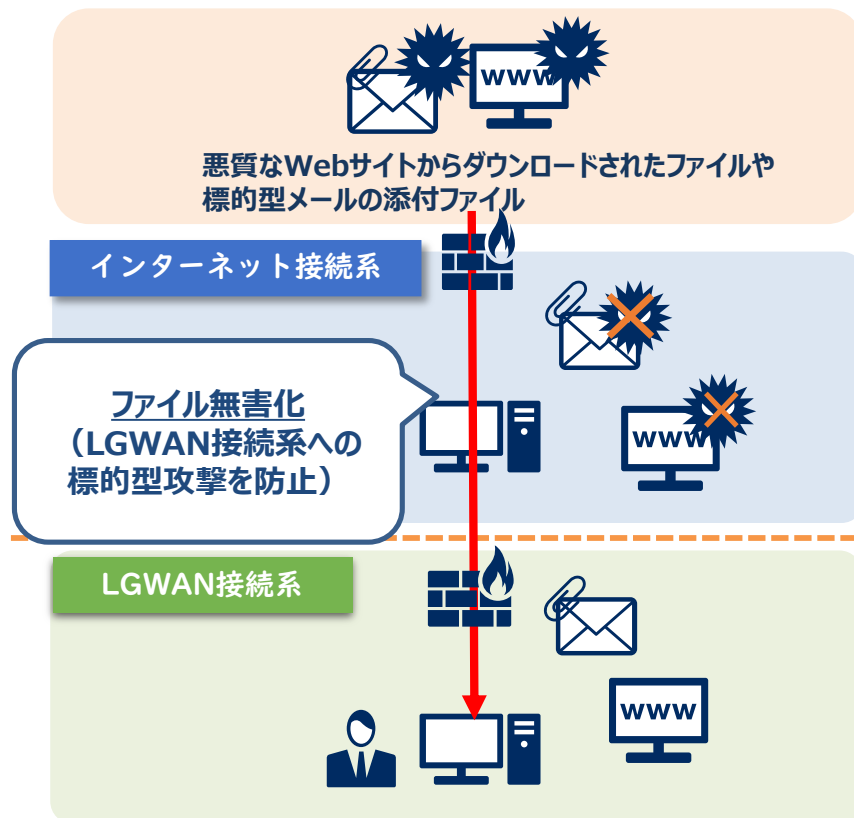 www
悪質なWebサイトからダウンロードされたファイルや
標的型メールの添付ファイル
インターネット接続系
ファイル無害化
（LGWAN接続系への
標的型攻撃を防止）
www
LGWAN接続系
www